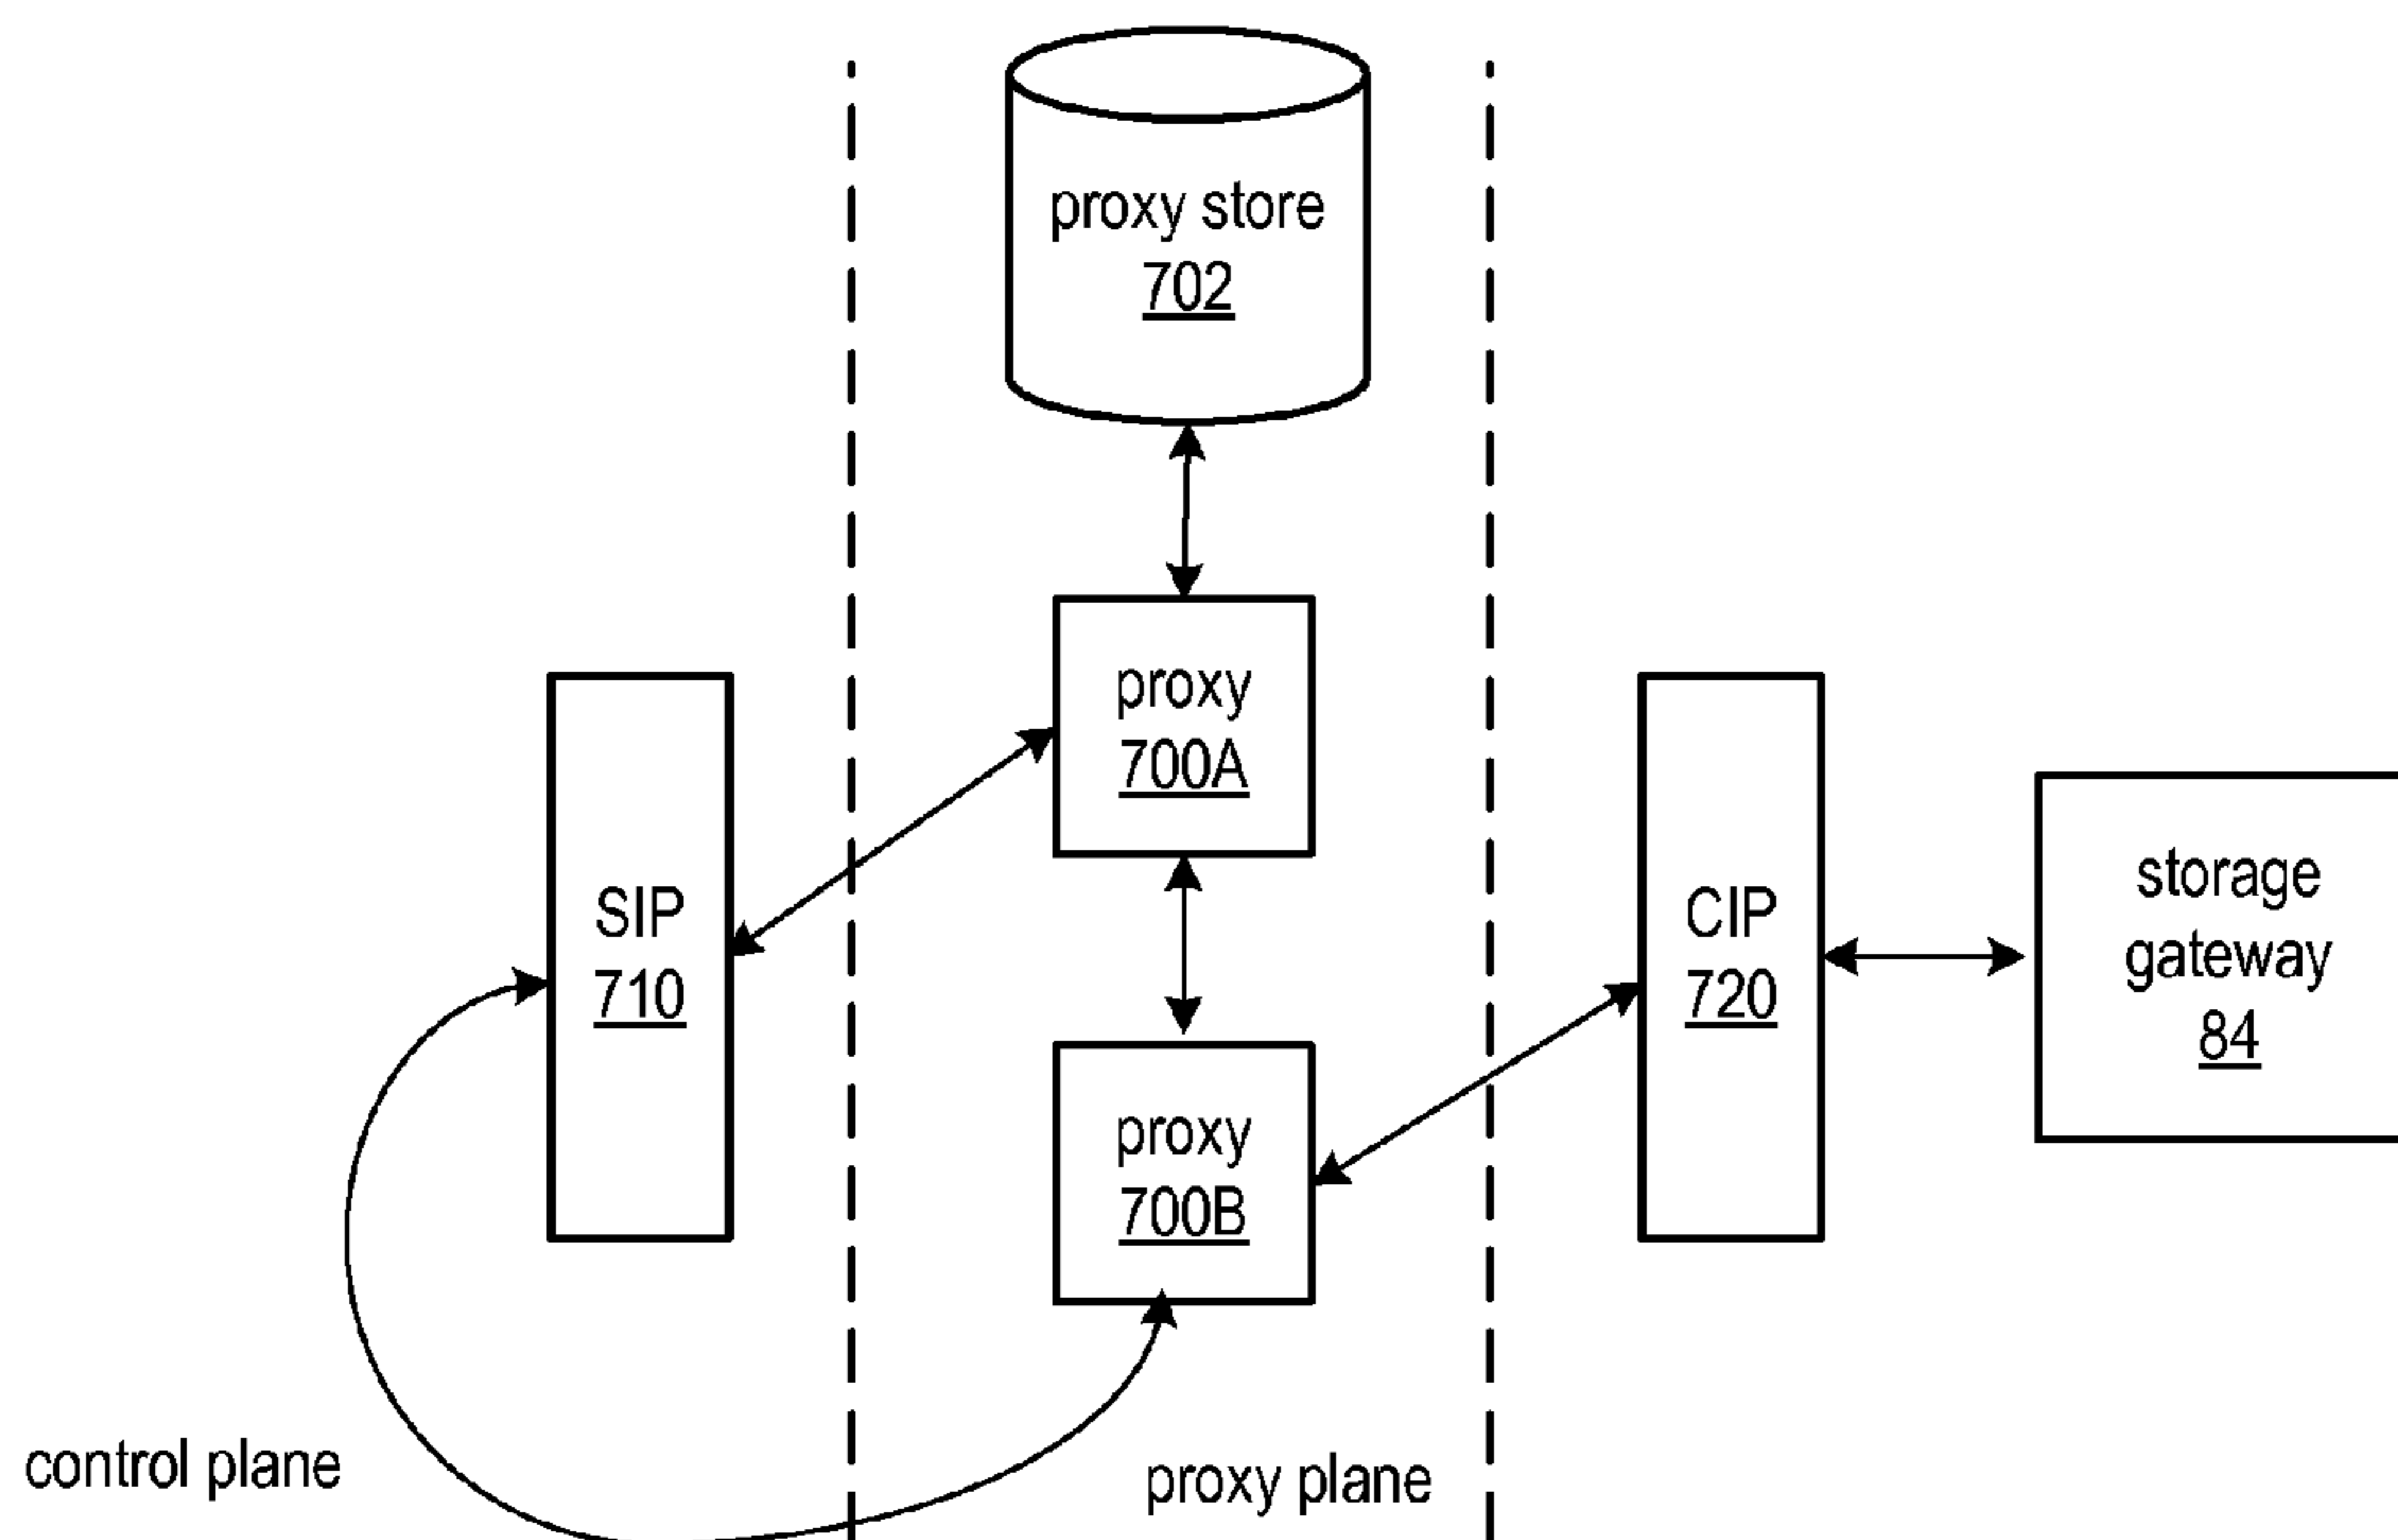 proxy store
702
proxy
700A
SIP
710
CIP
720
storage
gateway
84
proxy
700B
control plane
proxy plane